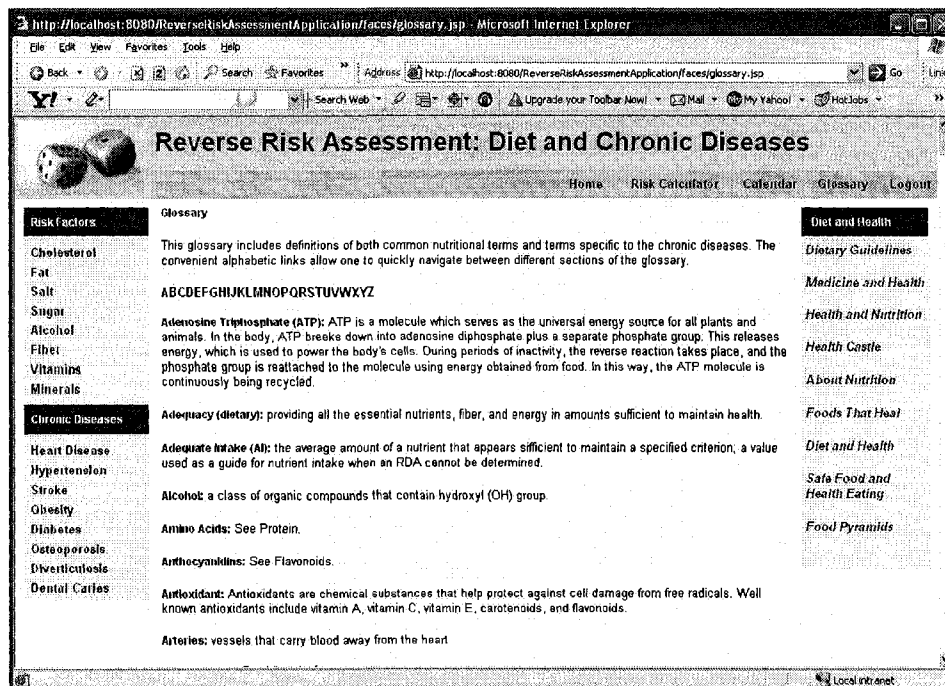 http://localhost:8080/ReverseRiskAssessmentApplication/faces/glossary.jsp - Microsoft Internet Explorer
File Edit View Favorites Tools Help
Back Search Favorites » Address http://localhost:8080/ReverseRiskAssessmentApplication/faces/glossary.jsp Go Link
Y! Search Web Upgrade your Toolbar Now! Mail My Yahoo! HotJobs »
Reverse Risk Assessment: Diet and Chronic Diseases
Home Risk Calculator Calendar Glossary Logout
Risk Factors
Cholesterol
Fat
Salt
Sugar
Alcohol
Fiber
Vitamins
Minerals
Chronic Diseases
Heart Disease
Hypertension
Stroke
Obesity
Diabetes
Osteoporosis
Diverticulosis
Dental Caries
Glossary
This glossary includes definitions of both common nutritional terms and terms specific to the chronic diseases. The
convenient alphabetic links allow one to quickly navigate between different sections of the glossary.
ABCDEFGHIJKLMNOPQRSTUVWXYZ
Adenosine Triphosphate (ATP): ATP is a molecule which serves as the universal energy source for all plants and
animals. In the body, ATP breaks down into adenosine diphosphate plus a separate phosphate group. This releases
energy, which is used to power the body's cells. During periods of inactivity, the reverse reaction takes place, and the
phosphate group is reattached to the molecule using energy obtained from food. In this way, the ATP molecule is
continuously being recycled.
Adequacy (dietary): providing all the essential nutrients, fiber, and energy in amounts sufficient to maintain health.
Adequate Intake (AI): the average amount of a nutrient that appears sifficient to maintain a specified criterion; a value
used as a guide for nutrient intake when an RDA cannot be determined.
Alcohol: a class of organic compounds that contain hydroxyl (OH) group.
Amino Acids: See Protein.
Anthocyanidins: See Flavonoids.
Antioxidant: Antioxidants are chemical substances that help protect against cell damage from free radicals. Well
known antioxidants include vitamin A, vitamin C, vitamin E, carotenoids, and flavonoids.
Arteries: vessels that carry blood away from the heart
Diet and Health
Dietary Guidelines
Medicine and Health
Health and Nutrition
Health Castle
About Nutrition
Foods That Heal
Diet and Health
Safe Food and
Health Eating
Food Pyramids
Local intranet